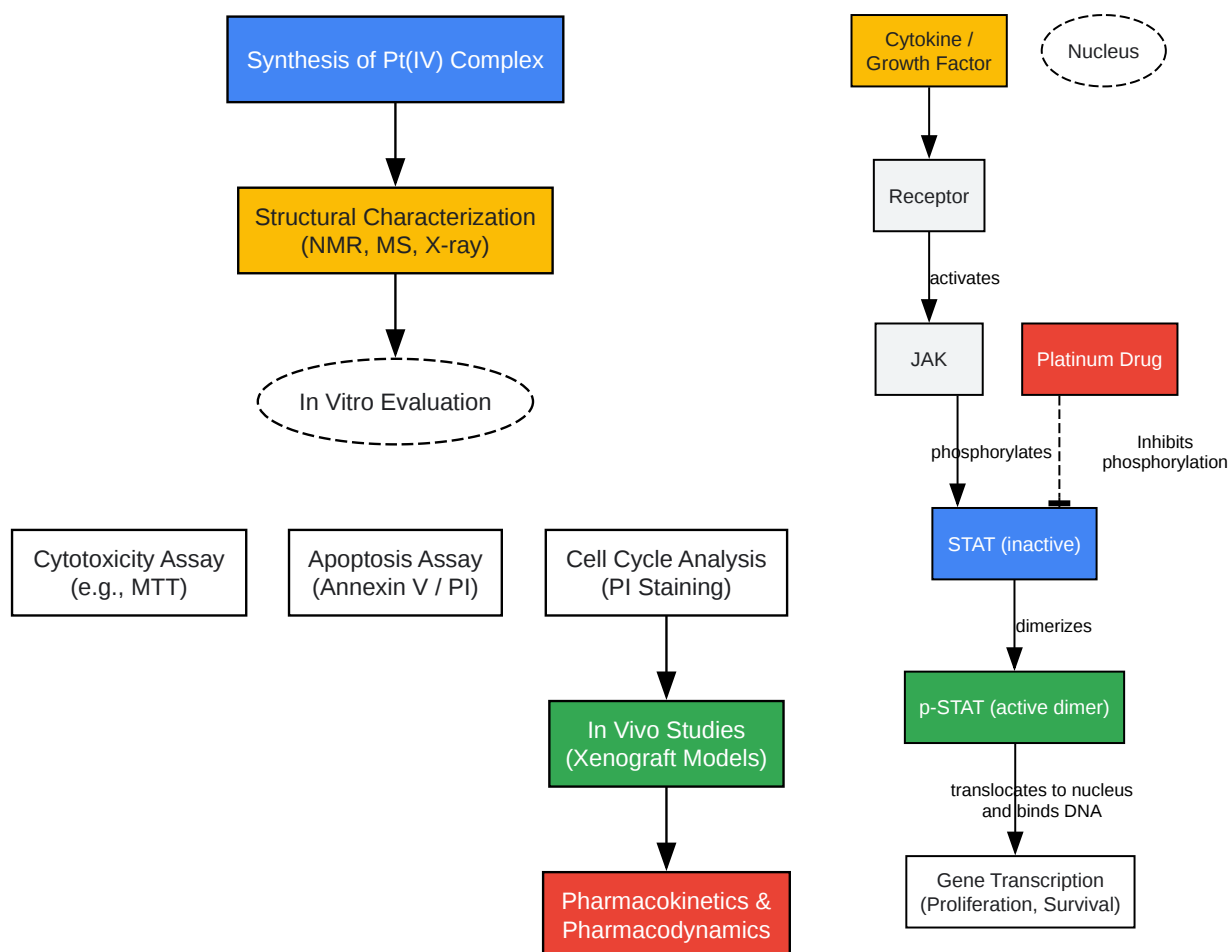 Synthesis of Pt(IV) Complex
Structural Characterization
(NMR, MS, X-ray)
In Vitro Evaluation
Cytotoxicity Assay
(e.g., MTT)
Apoptosis Assay
(Annexin V / PI)
Cell Cycle Analysis
(PI Staining)
In Vivo Studies
(Xenograft Models)
Pharmacokinetics &
Pharmacodynamics
Cytokine /
Growth Factor
Nucleus
Receptor
activates
JAK
Platinum Drug
phosphorylates
Inhibits
phosphorylation
STAT (inactive)
dimerizes
p-STAT (active dimer)
translocates to nucleus
and binds DNA
Gene Transcription
(Proliferation, Survival)